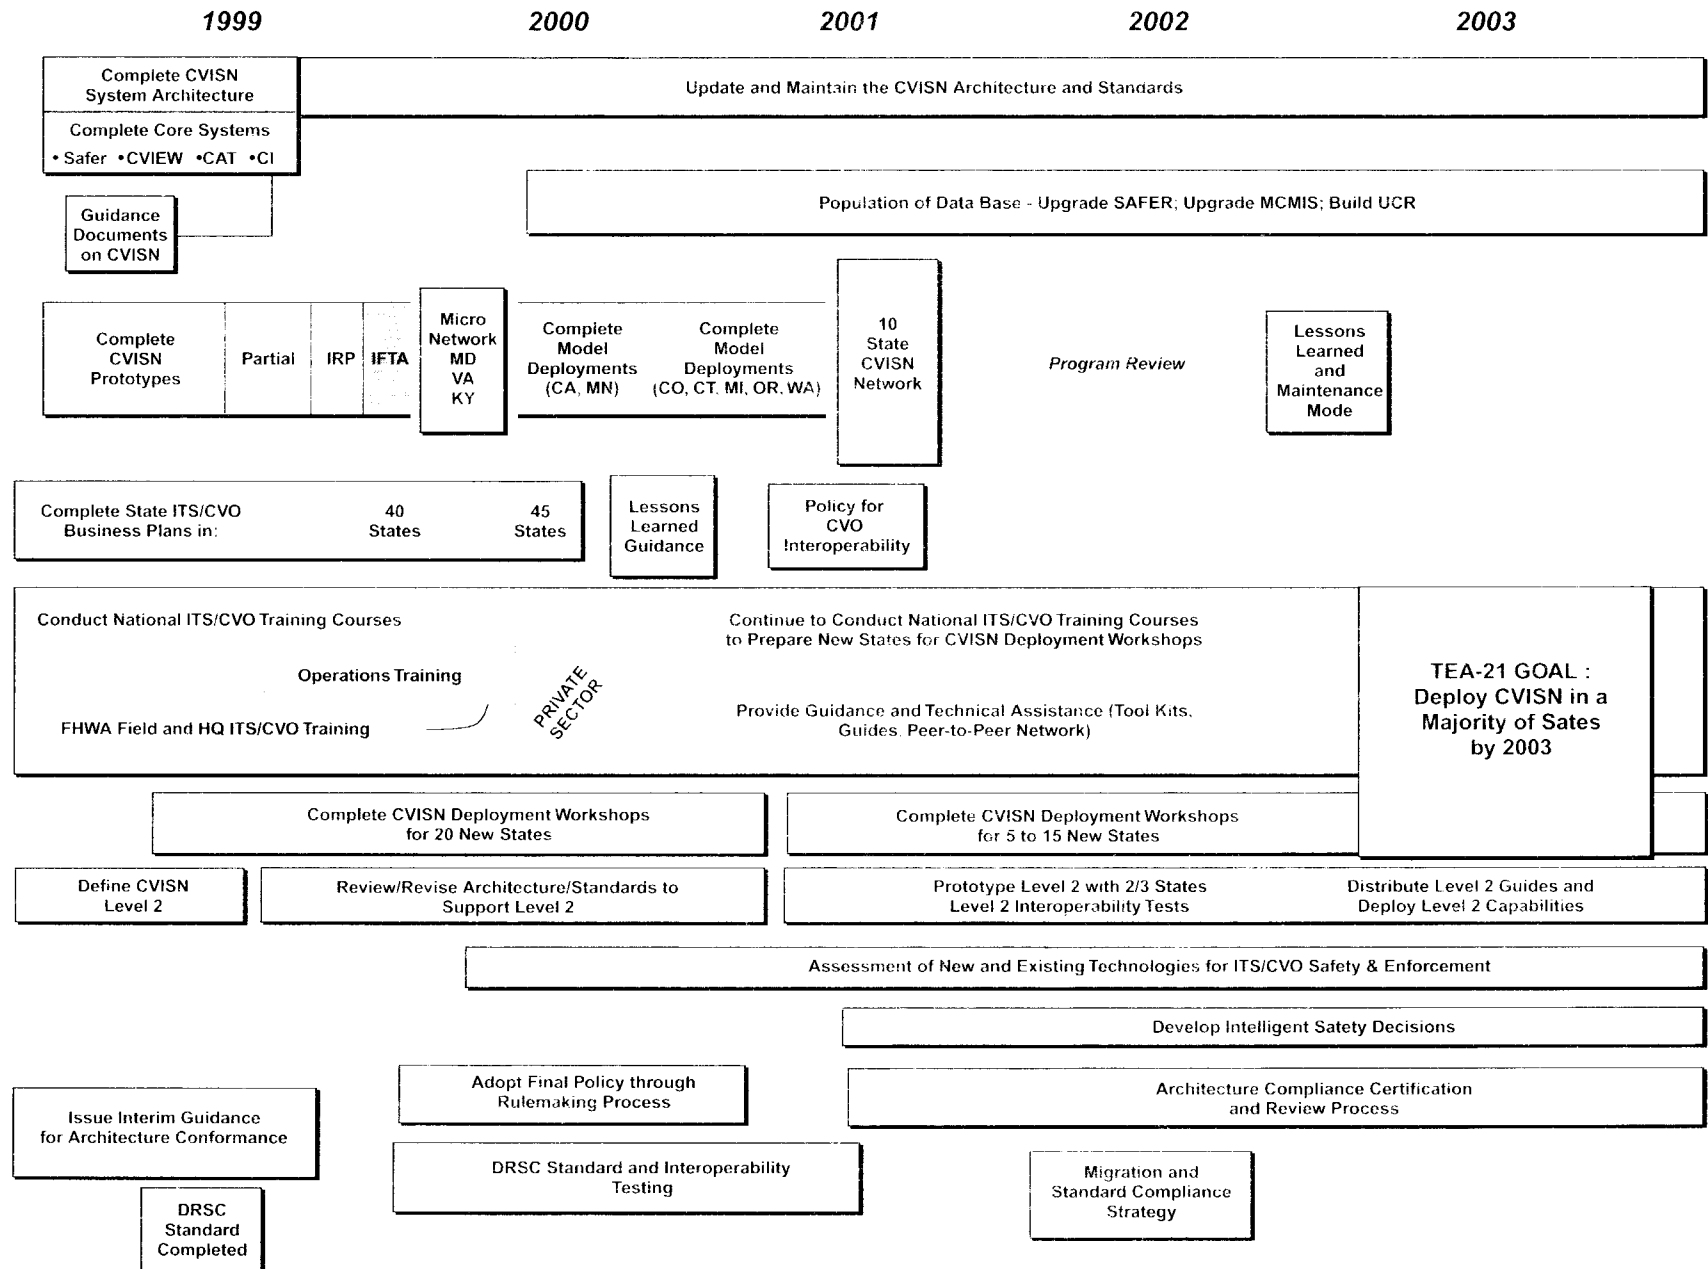 1999 2000 2001 2002 2003
Complete CVISN
System Architecture
Update and Maintain the CVISN Architecture and Standards
Complete Core Systems
• Safer • CVIEW • CAT • CI
Population of Data Base - Upgrade SAFER; Upgrade MCMIS; Build UCR
Guidance
Documents
on CVISN
Complete
CVISN
Prototypes
Partial
IRP
IFTA
Micro
Network
MD
VA
KY
Complete
Model
Deployments
(CA, MN)
Complete
Model
Deployments
(CO, CT, MI, OR, WA)
10
State
CVISN
Network
Program Review
Lessons
Learned
and
Maintenance
Mode
Complete State ITS/CVO
Business Plans in:
40
States
45
States
Lessons
Learned
Guidance
Policy for
CVO
Interoperability
Conduct National ITS/CVO Training Courses
Operations Training
FHWA Field and HQ ITS/CVO Training
PRIVATE
SECTOR
Continue to Conduct National ITS/CVO Training Courses
to Prepare New States for CVISN Deployment Workshops
Provide Guidance and Technical Assistance (Tool Kits,
Guides, Peer-to-Peer Network)
TEA-21 GOAL :
Deploy CVISN in a
Majority of Sates
by 2003
Complete CVISN Deployment Workshops
for 20 New States
Complete CVISN Deployment Workshops
for 5 to 15 New States
Define CVISN
Level 2
Review/Revise Architecture/Standards to
Support Level 2
Prototype Level 2 with 2/3 States
Level 2 Interoperability Tests
Distribute Level 2 Guides and
Deploy Level 2 Capabilities
Assessment of New and Existing Technologies for ITS/CVO Safety & Enforcement
Develop Intelligent Safety Decisions
Issue Interim Guidance
for Architecture Conformance
Adopt Final Policy through
Rulemaking Process
Architecture Compliance Certification
and Review Process
DRSC Standard and Interoperability
Testing
Migration and
Standard Compliance
Strategy
DRSC
Standard
Completed